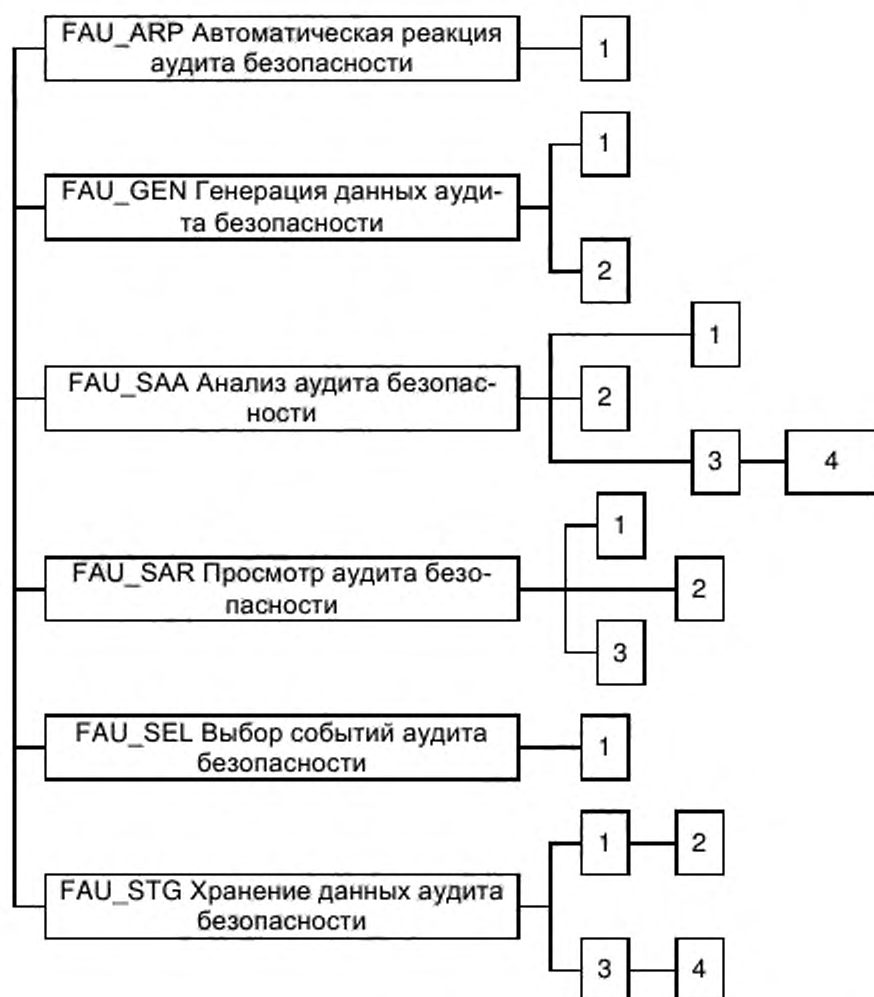 FAU_ARP Автоматическая реакция
аудита безопасности
1
FAU_GEN Генерация данных ауди-
та безопасности
1
2
FAU_SAA Анализ аудита безопас-
ности
1
2
3
4
FAU_SAR Просмотр аудита безо-
пасности
1
2
3
FAU_SEL Выбор событий аудита
безопасности
1
FAU_STG Хранение данных аудита
безопасности
1
2
3
4